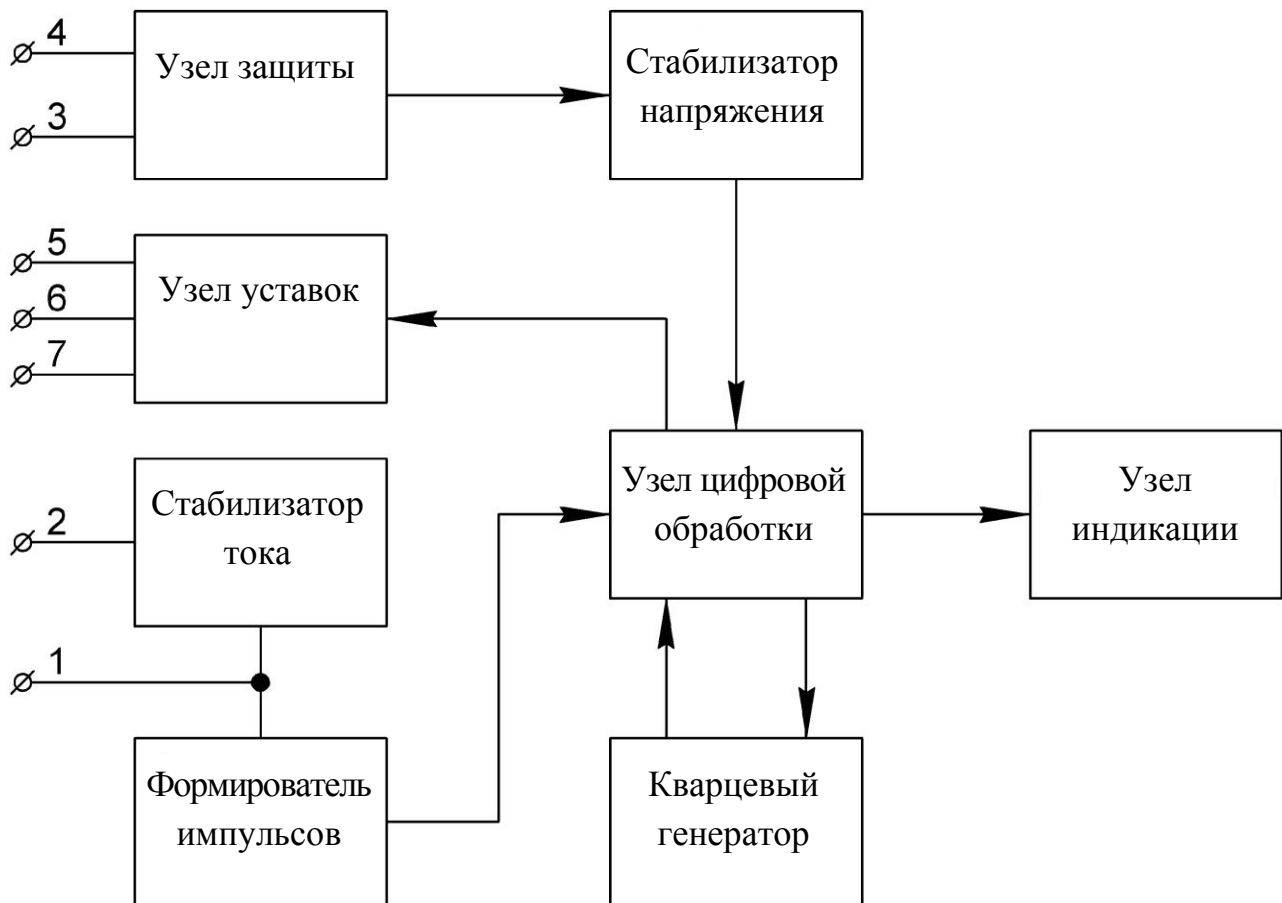 4
3
Узел защиты
Стабилизатор
напряжения
5
6
7
Узел уставок
2
Стабилизатор
тока
Узел цифровой
обработки
Узел
индикации
1
Формирователь
импульсов
Кварцевый
генератор